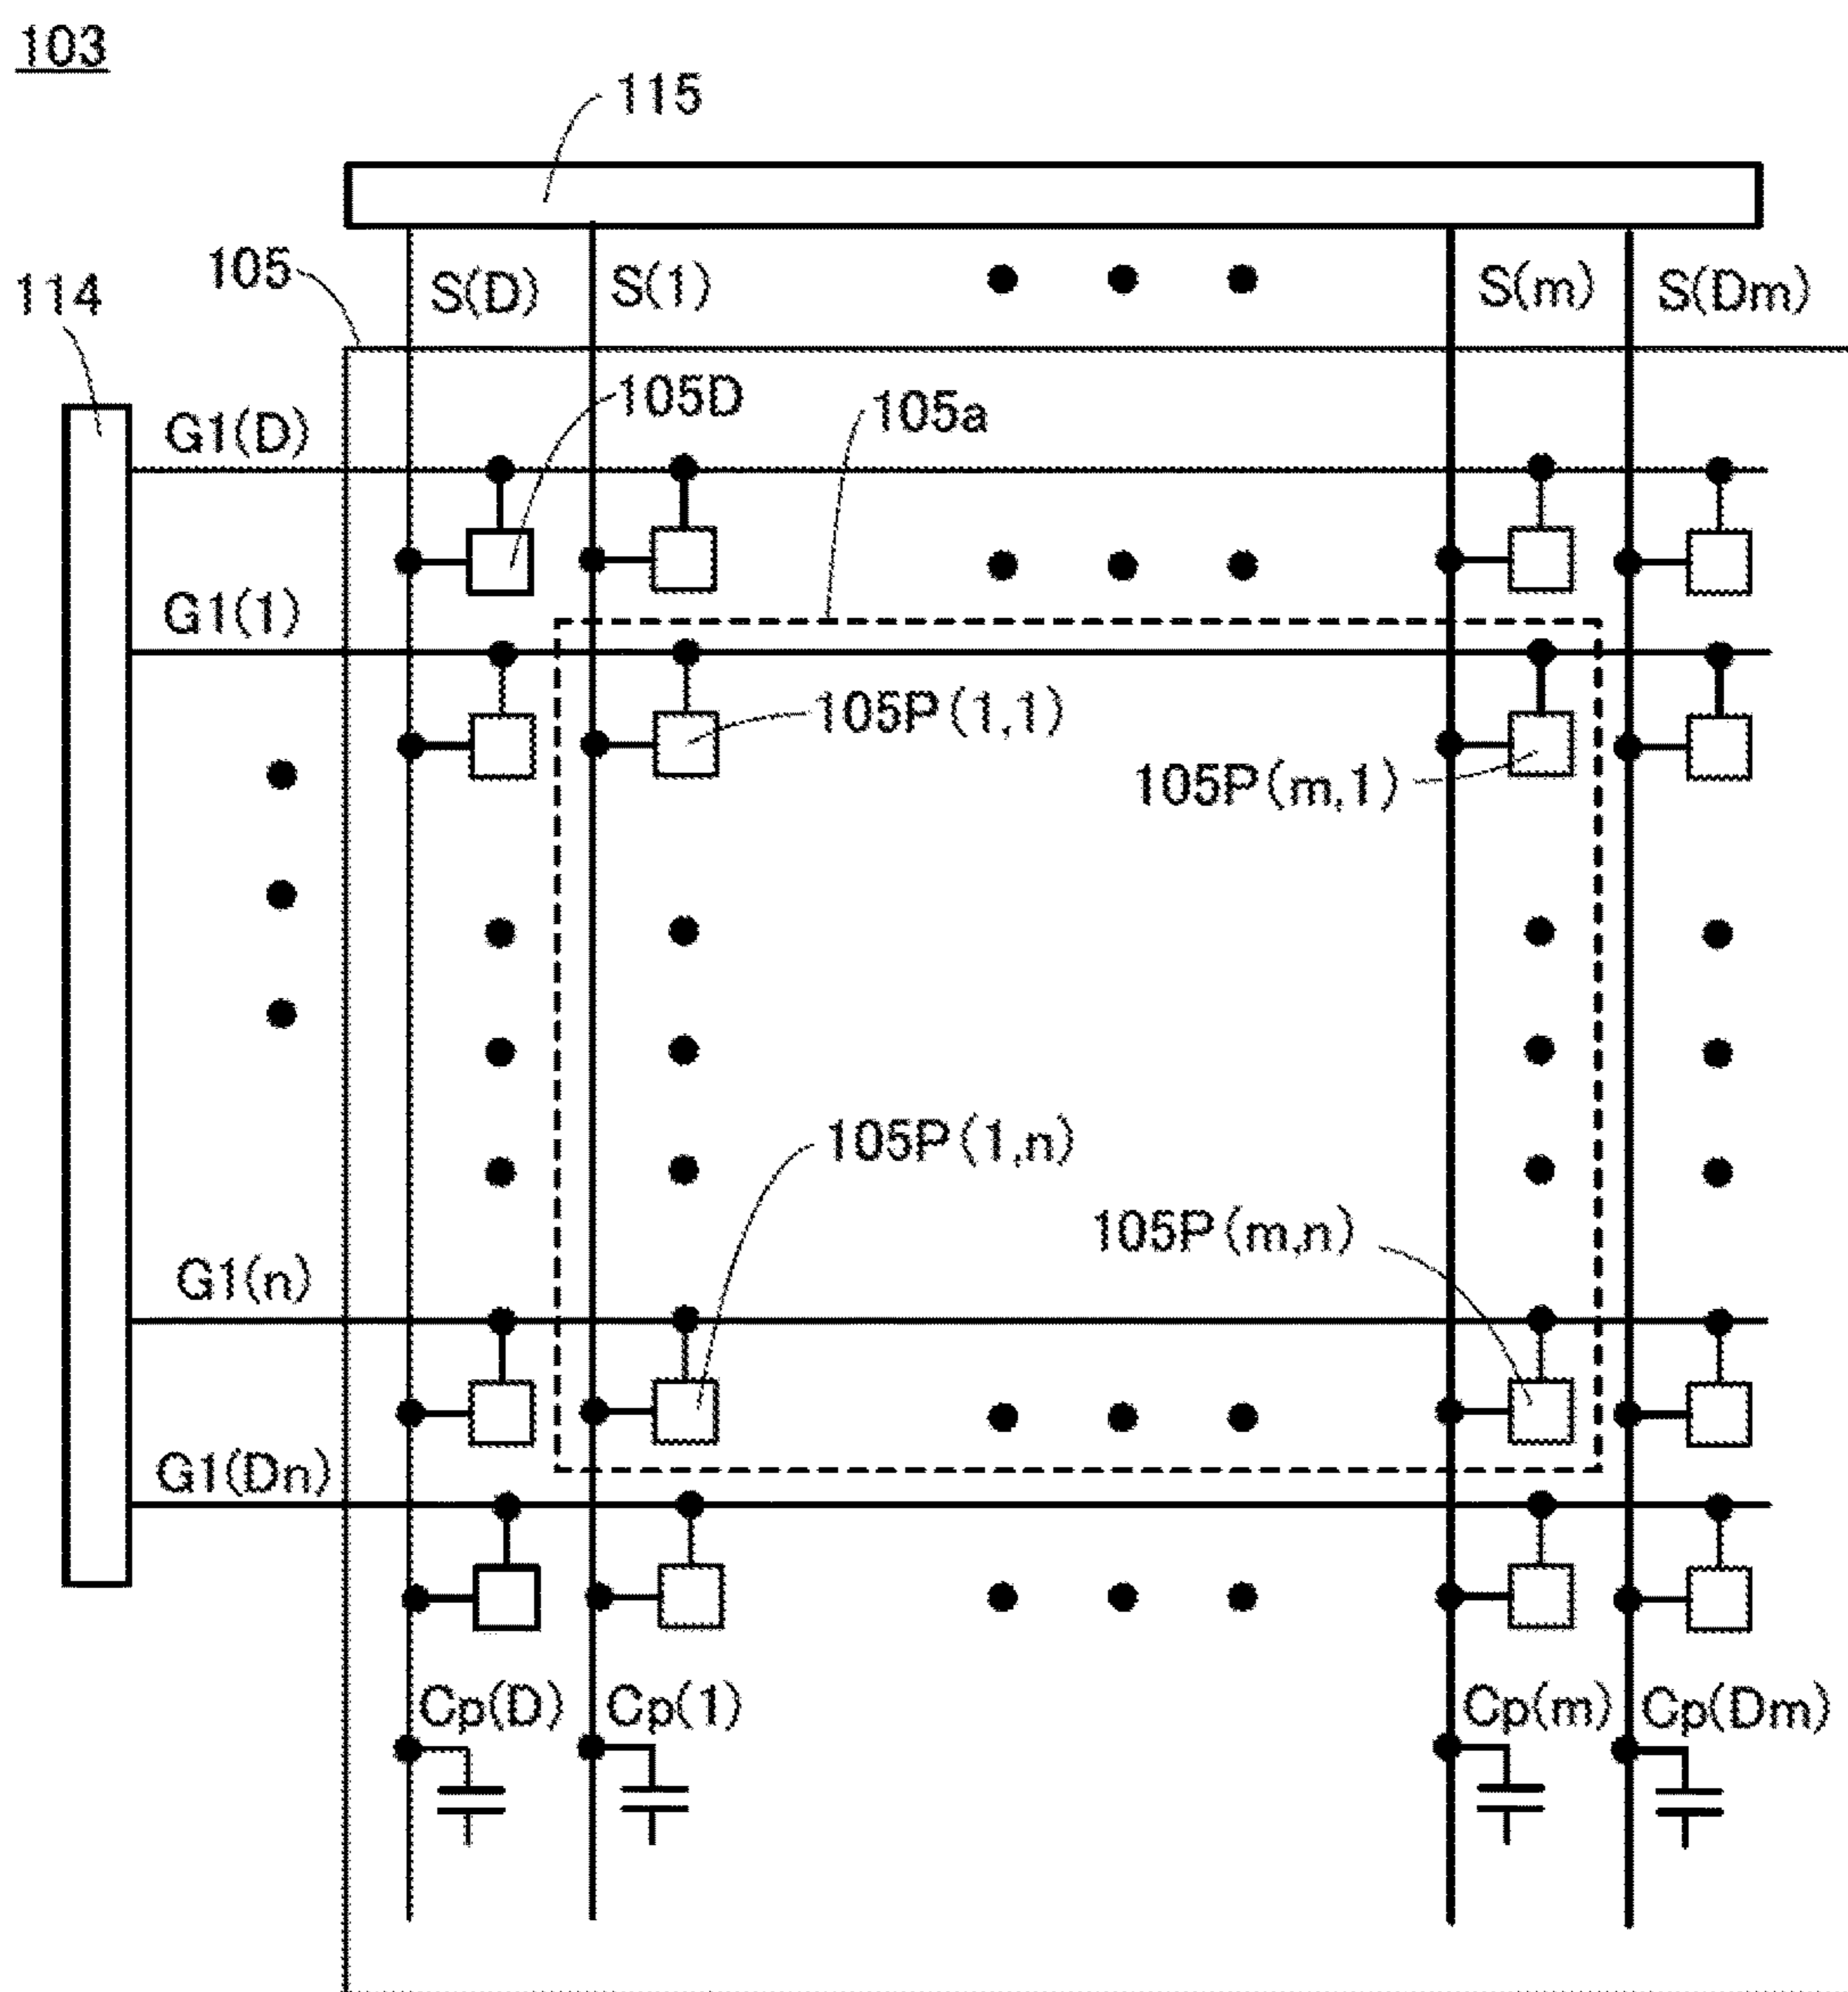 103
115
105
S(D)
S(1)
S(m)
S(Dm)
114
105D
105a
G1(D)
G1(1)
105P(1,1)
105P(m,1)
105P(1,n)
105P(m,n)
G1(n)
G1(Dn)
Cp(D)
Cp(1)
Cp(m)
Cp(Dm)